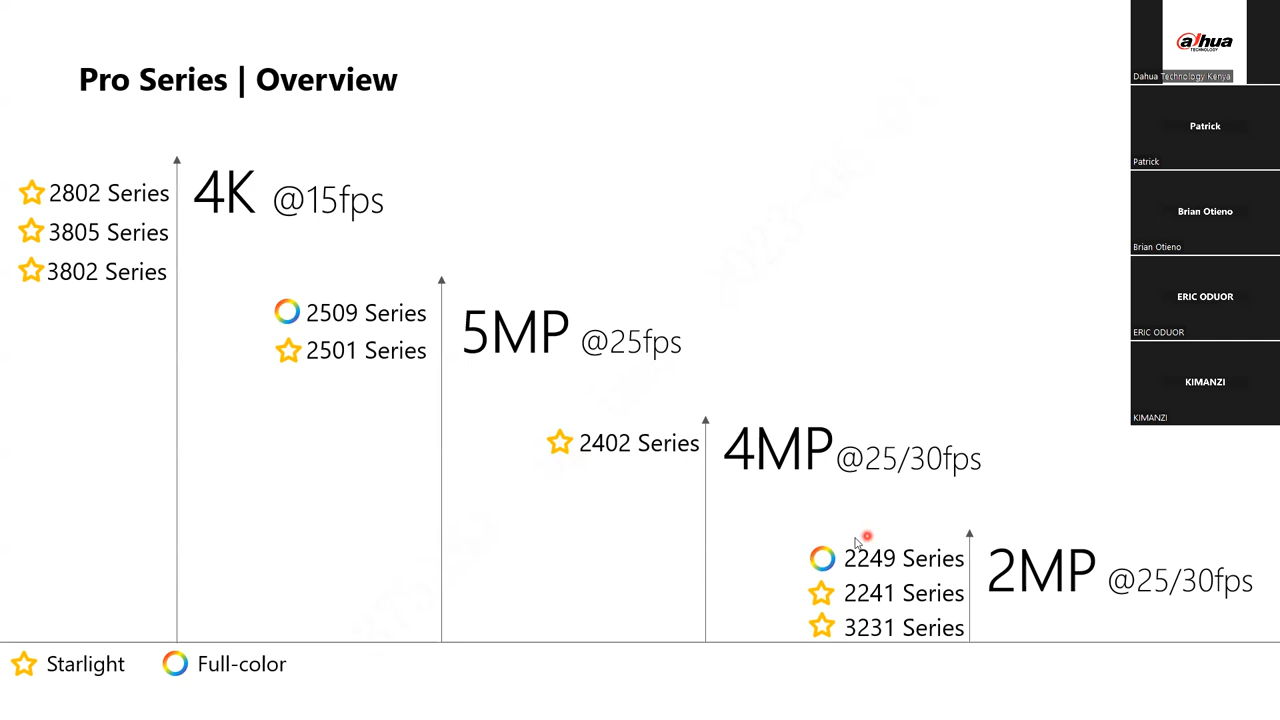 Pro Series | Overview
2802 Series
3805 Series
3802 Series
4K @15fps
2509 Series
2501 Series
5MP @25fps
2402 Series
4MP @25/30fps
2249 Series
2241 Series
3231 Series
2MP @25/30fps
Starlight
Full-color
alhua
TECHNOLOGY
Dahua Technology Kenya
Patrick
Patrick
Brian Otieno
Brian Otieno
ERIC ODUOR
ERIC ODUOR
KIMANZI
KIMANZI